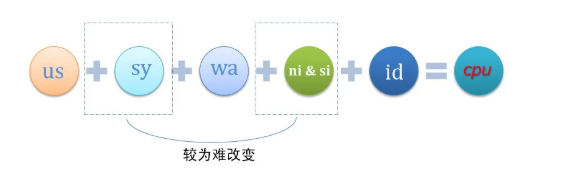 us + sy + wa + ni & si + id = cpu
较为难改变